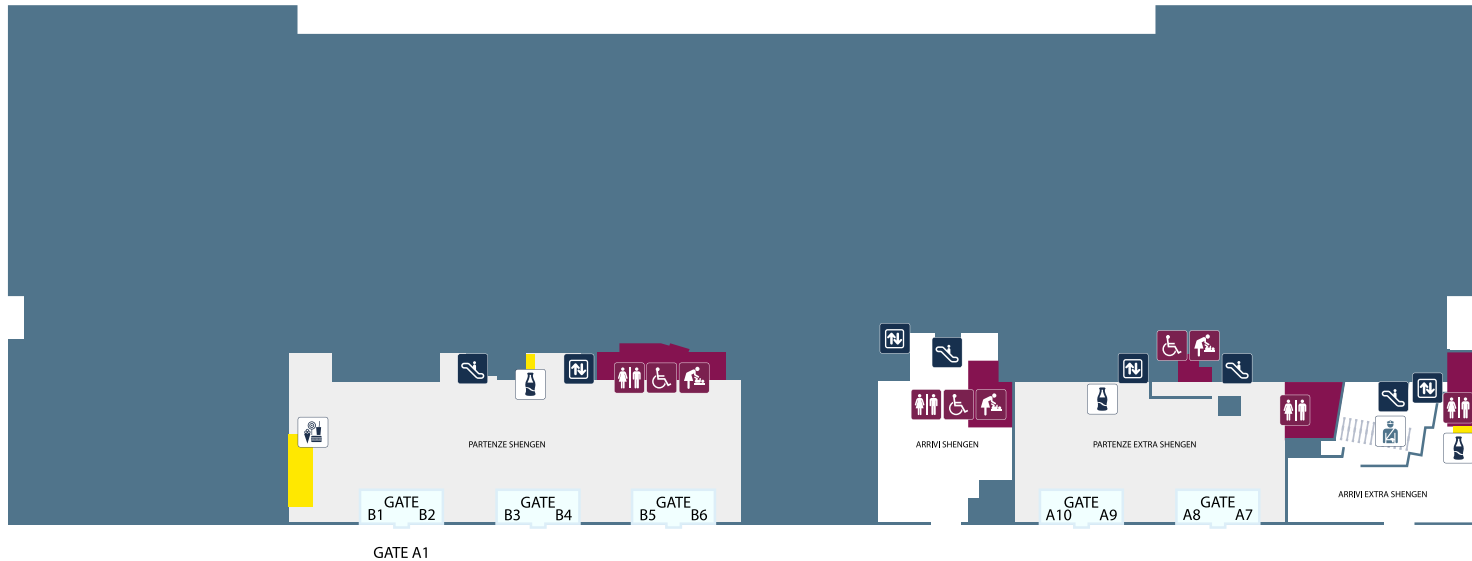 PARTENZE SHENGEN
ARRIVI SHENGEN
PARTENZE EXTRA SHENGEN
ARRIVI EXTRA SHENGEN
GATE
B1 B2
GATE
B3 B4
GATE
B5 B6
GATE
A10 A9
GATE
A8 A7
GATE A1